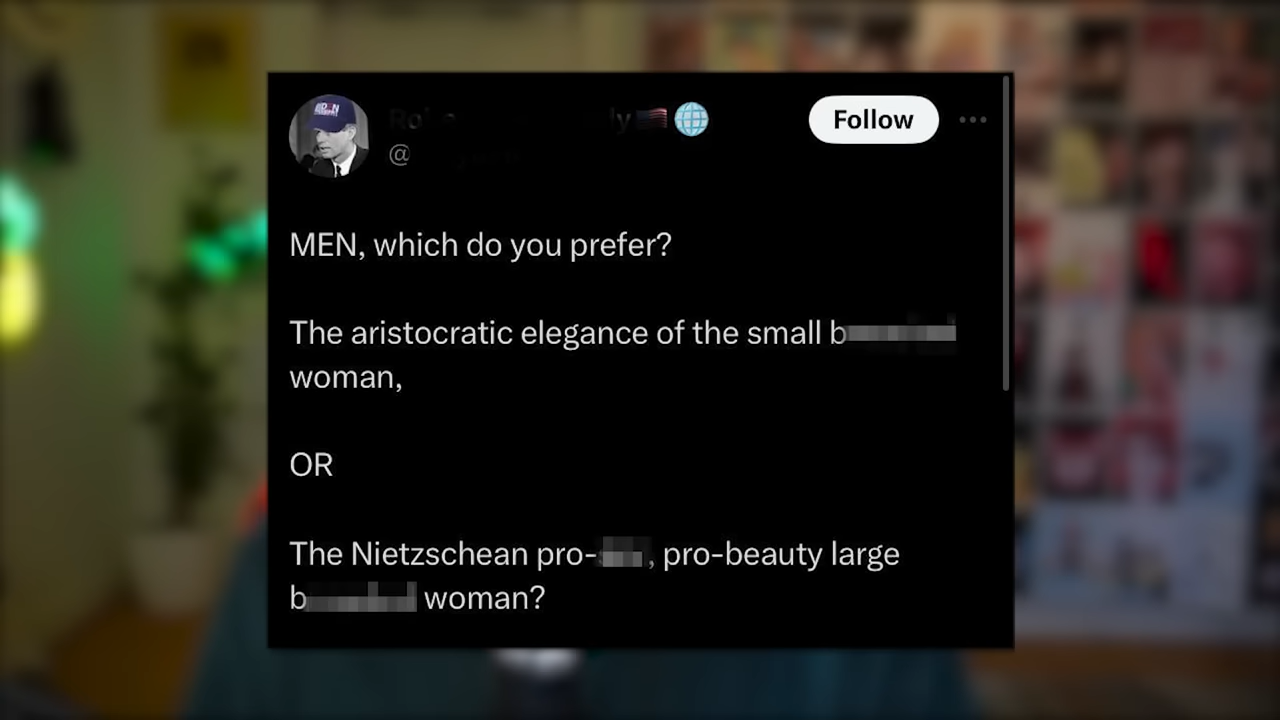 Follow
@
MEN, which do you prefer?
The aristocratic elegance of the small
woman,
OR
The Nietzschean pro- , pro-beauty large
woman?